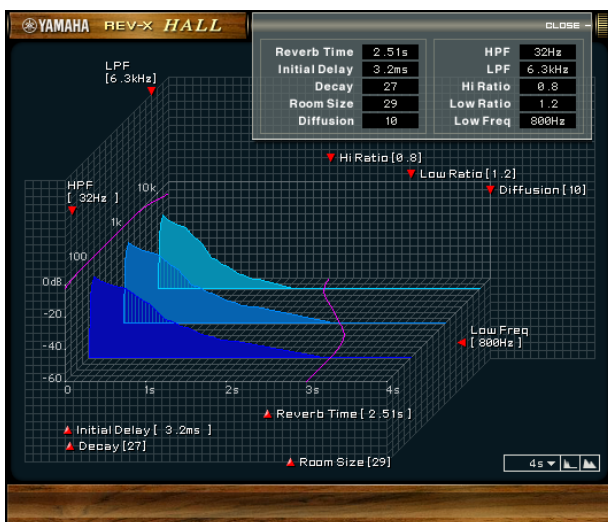 YAMAHA REV-X HALL
CLOSE -
Reverb Time 2.51s HPF 32Hz
Initial Delay 3.2ms LPF 6.3kHz
Decay 27 Hi Ratio 0.8
Room Size 29 Low Ratio 1.2
Diffusion 10 Low Freq 800Hz
LPF
[6.3kHz]
Hi Ratio [0.8]
Low Ratio [1.2]
Diffusion [10]
HPF
[ 32Hz ]
10k
1k
100
0dB
-20
-40
-60
0 1s 2s 3s 4s
Low Freq
[ 800Hz ]
Reverb Time [ 2.51s ]
Initial Delay [ 3.2ms ]
Decay [27]
Room Size [29]
4s